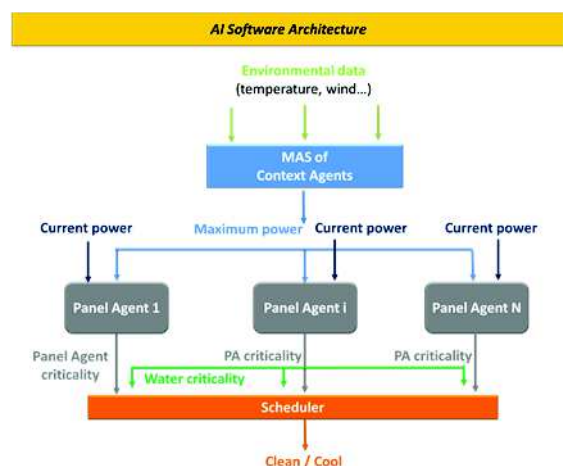 AI Software Architecture
Environmental data
(temperature, wind...)
MAS of
Context Agents
Current power
Maximum power
Current power
Current power
Panel Agent 1
Panel Agent i
Panel Agent N
Panel Agent
criticality
PA criticality
PA criticality
Water criticality
Scheduler
Clean / Cool